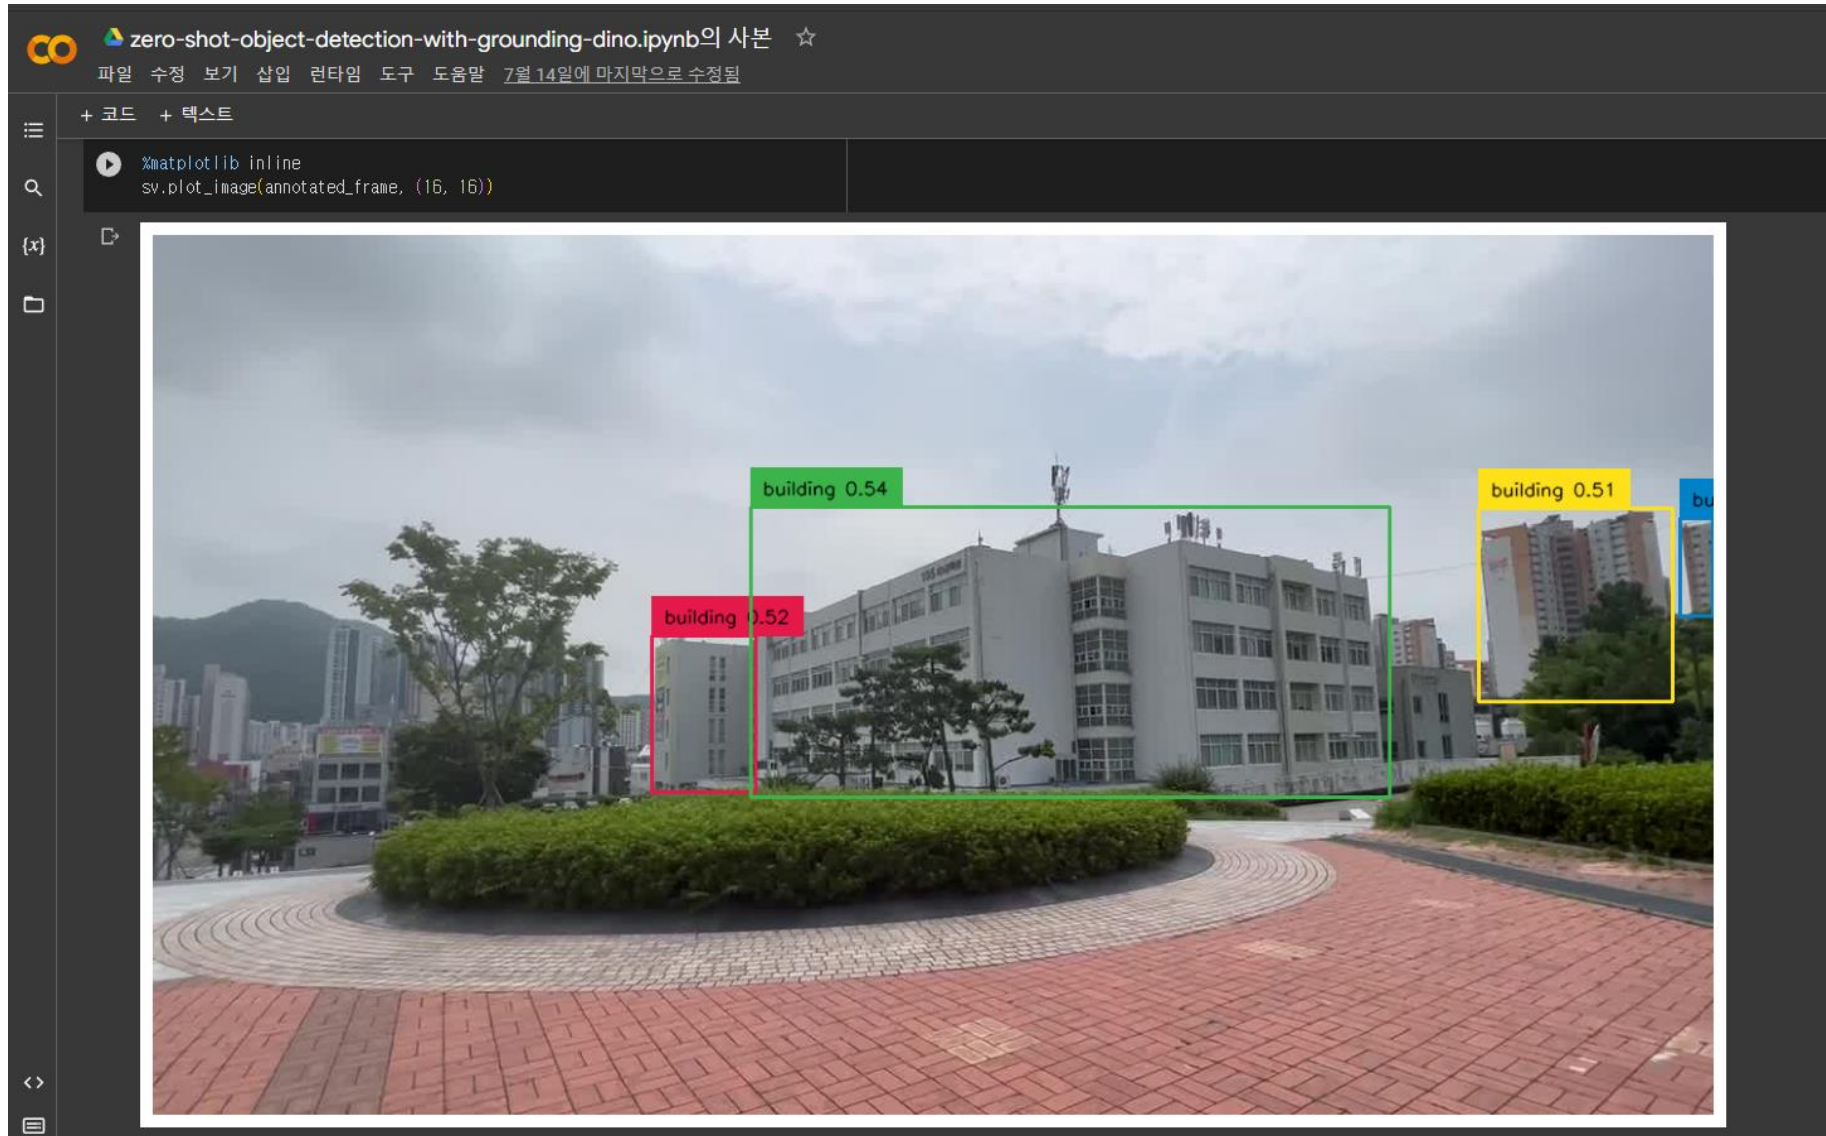 CO
zero-shot-object-detection-with-grounding-dino.ipynb의 사본
파일 수정 보기 삽입 런타임 도구 도움말 7월 14일에 마지막으로 수정됨
+ 코드 + 텍스트
%matplotlib inline
sv.plot_image(annotated_frame, (16, 16))
{x}
building 0.54
building 0.51
bu
building 0.52